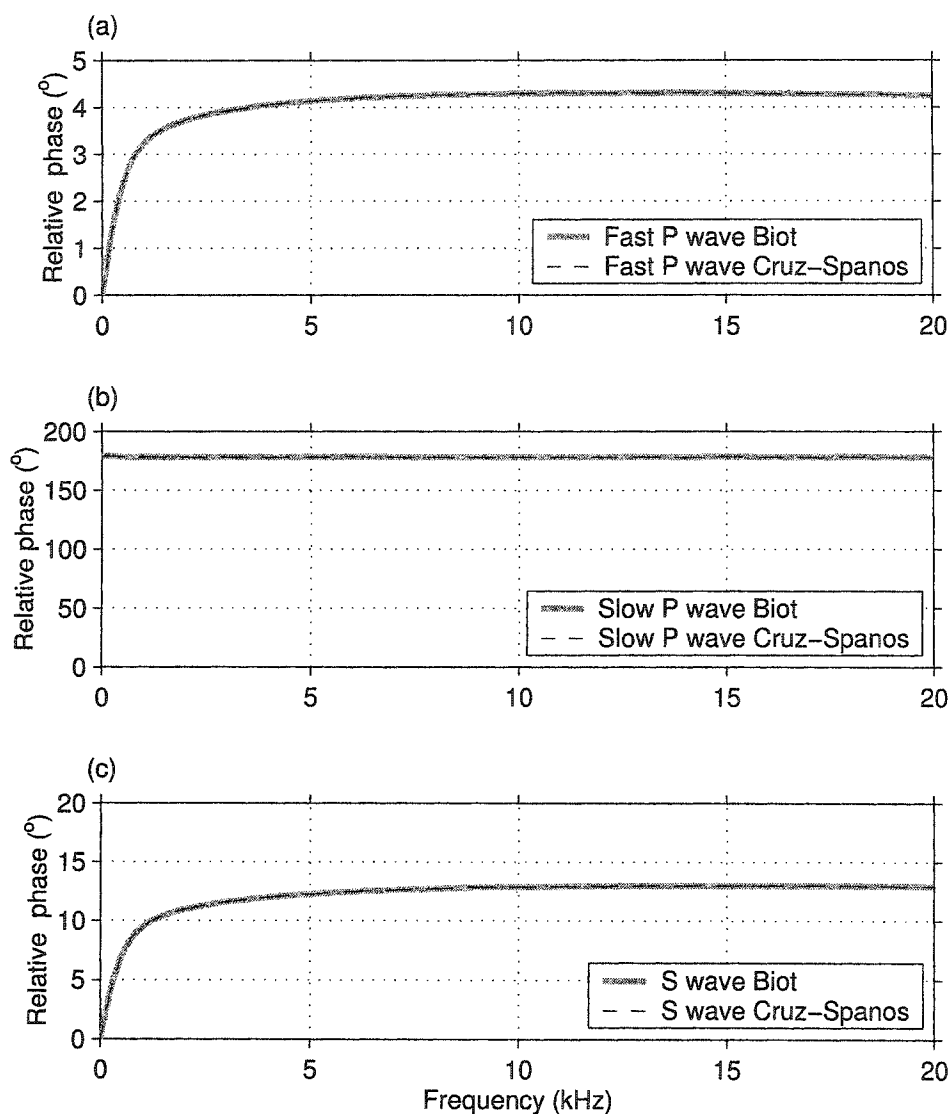 (a)
Relative phase (º)
5
4
3
2
1
0
Fast P wave Biot
Fast P wave Cruz–Spanos
0 5 10 15 20
(b)
Relative phase (º)
200
150
100
50
0
Slow P wave Biot
Slow P wave Cruz–Spanos
0 5 10 15 20
(c)
Relative phase (º)
20
15
10
5
0
S wave Biot
S wave Cruz–Spanos
0 5 10 15 20
Frequency (kHz)